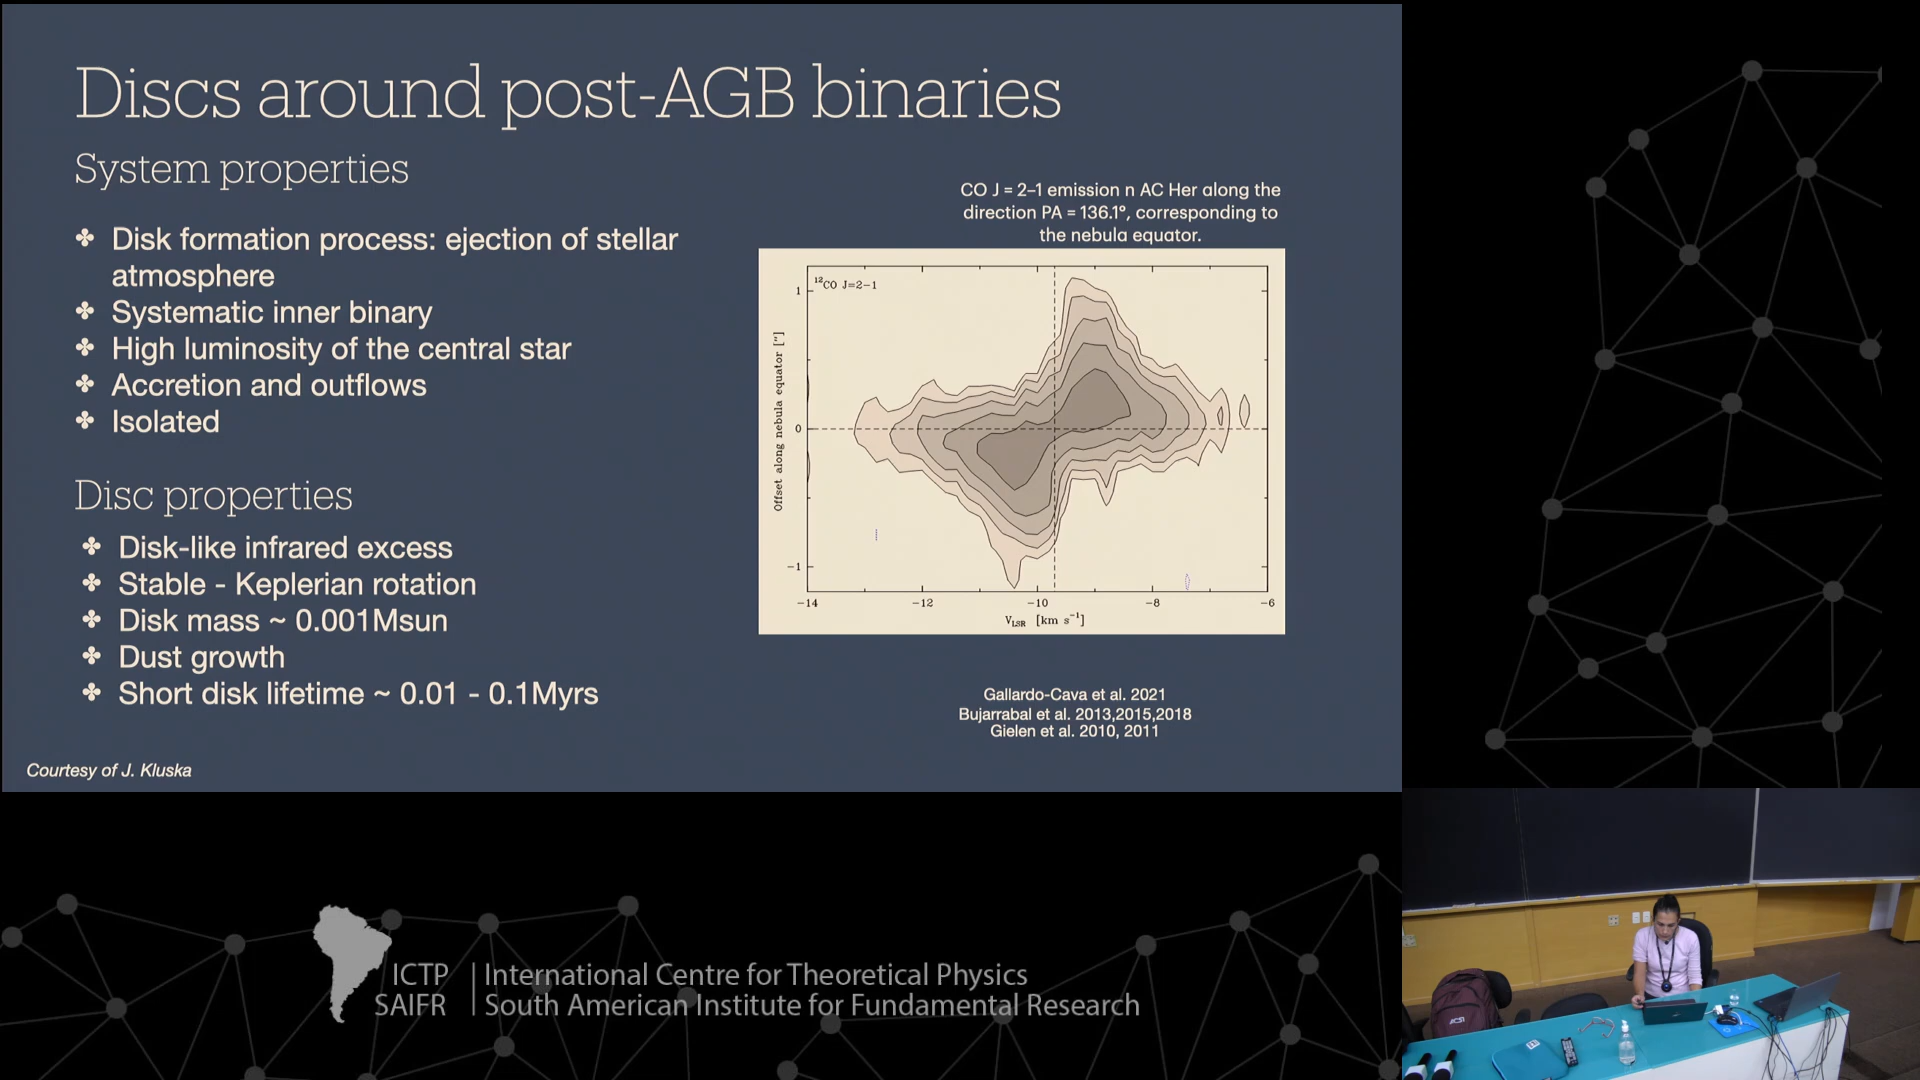 Discs around post-AGB binaries
System properties
✤ Disk formation process: ejection of stellar
atmosphere
✤ Systematic inner binary
✤ High luminosity of the central star
✤ Accretion and outflows
✤ Isolated
Disc properties
✤ Disk-like infrared excess
✤ Stable - Keplerian rotation
✤ Disk mass ~ 0.001Msun
✤ Dust growth
✤ Short disk lifetime ~ 0.01 - 0.1Myrs
Courtesy of J. Kluska
CO J = 2–1 emission n AC Her along the
direction PA = 136.1°, corresponding to
the nebula equator.
¹²CO J=2-1
Offset along nebula equator ["]
1
0
-1
-14 -12 -10 -8 -6
V_LSR [km s⁻¹]
Gallardo-Cava et al. 2021
Bujarrabal et al. 2013,2015,2018
Gielen et al. 2010, 2011
ICTP | International Centre for Theoretical Physics
SAIFR | South American Institute for Fundamental Research